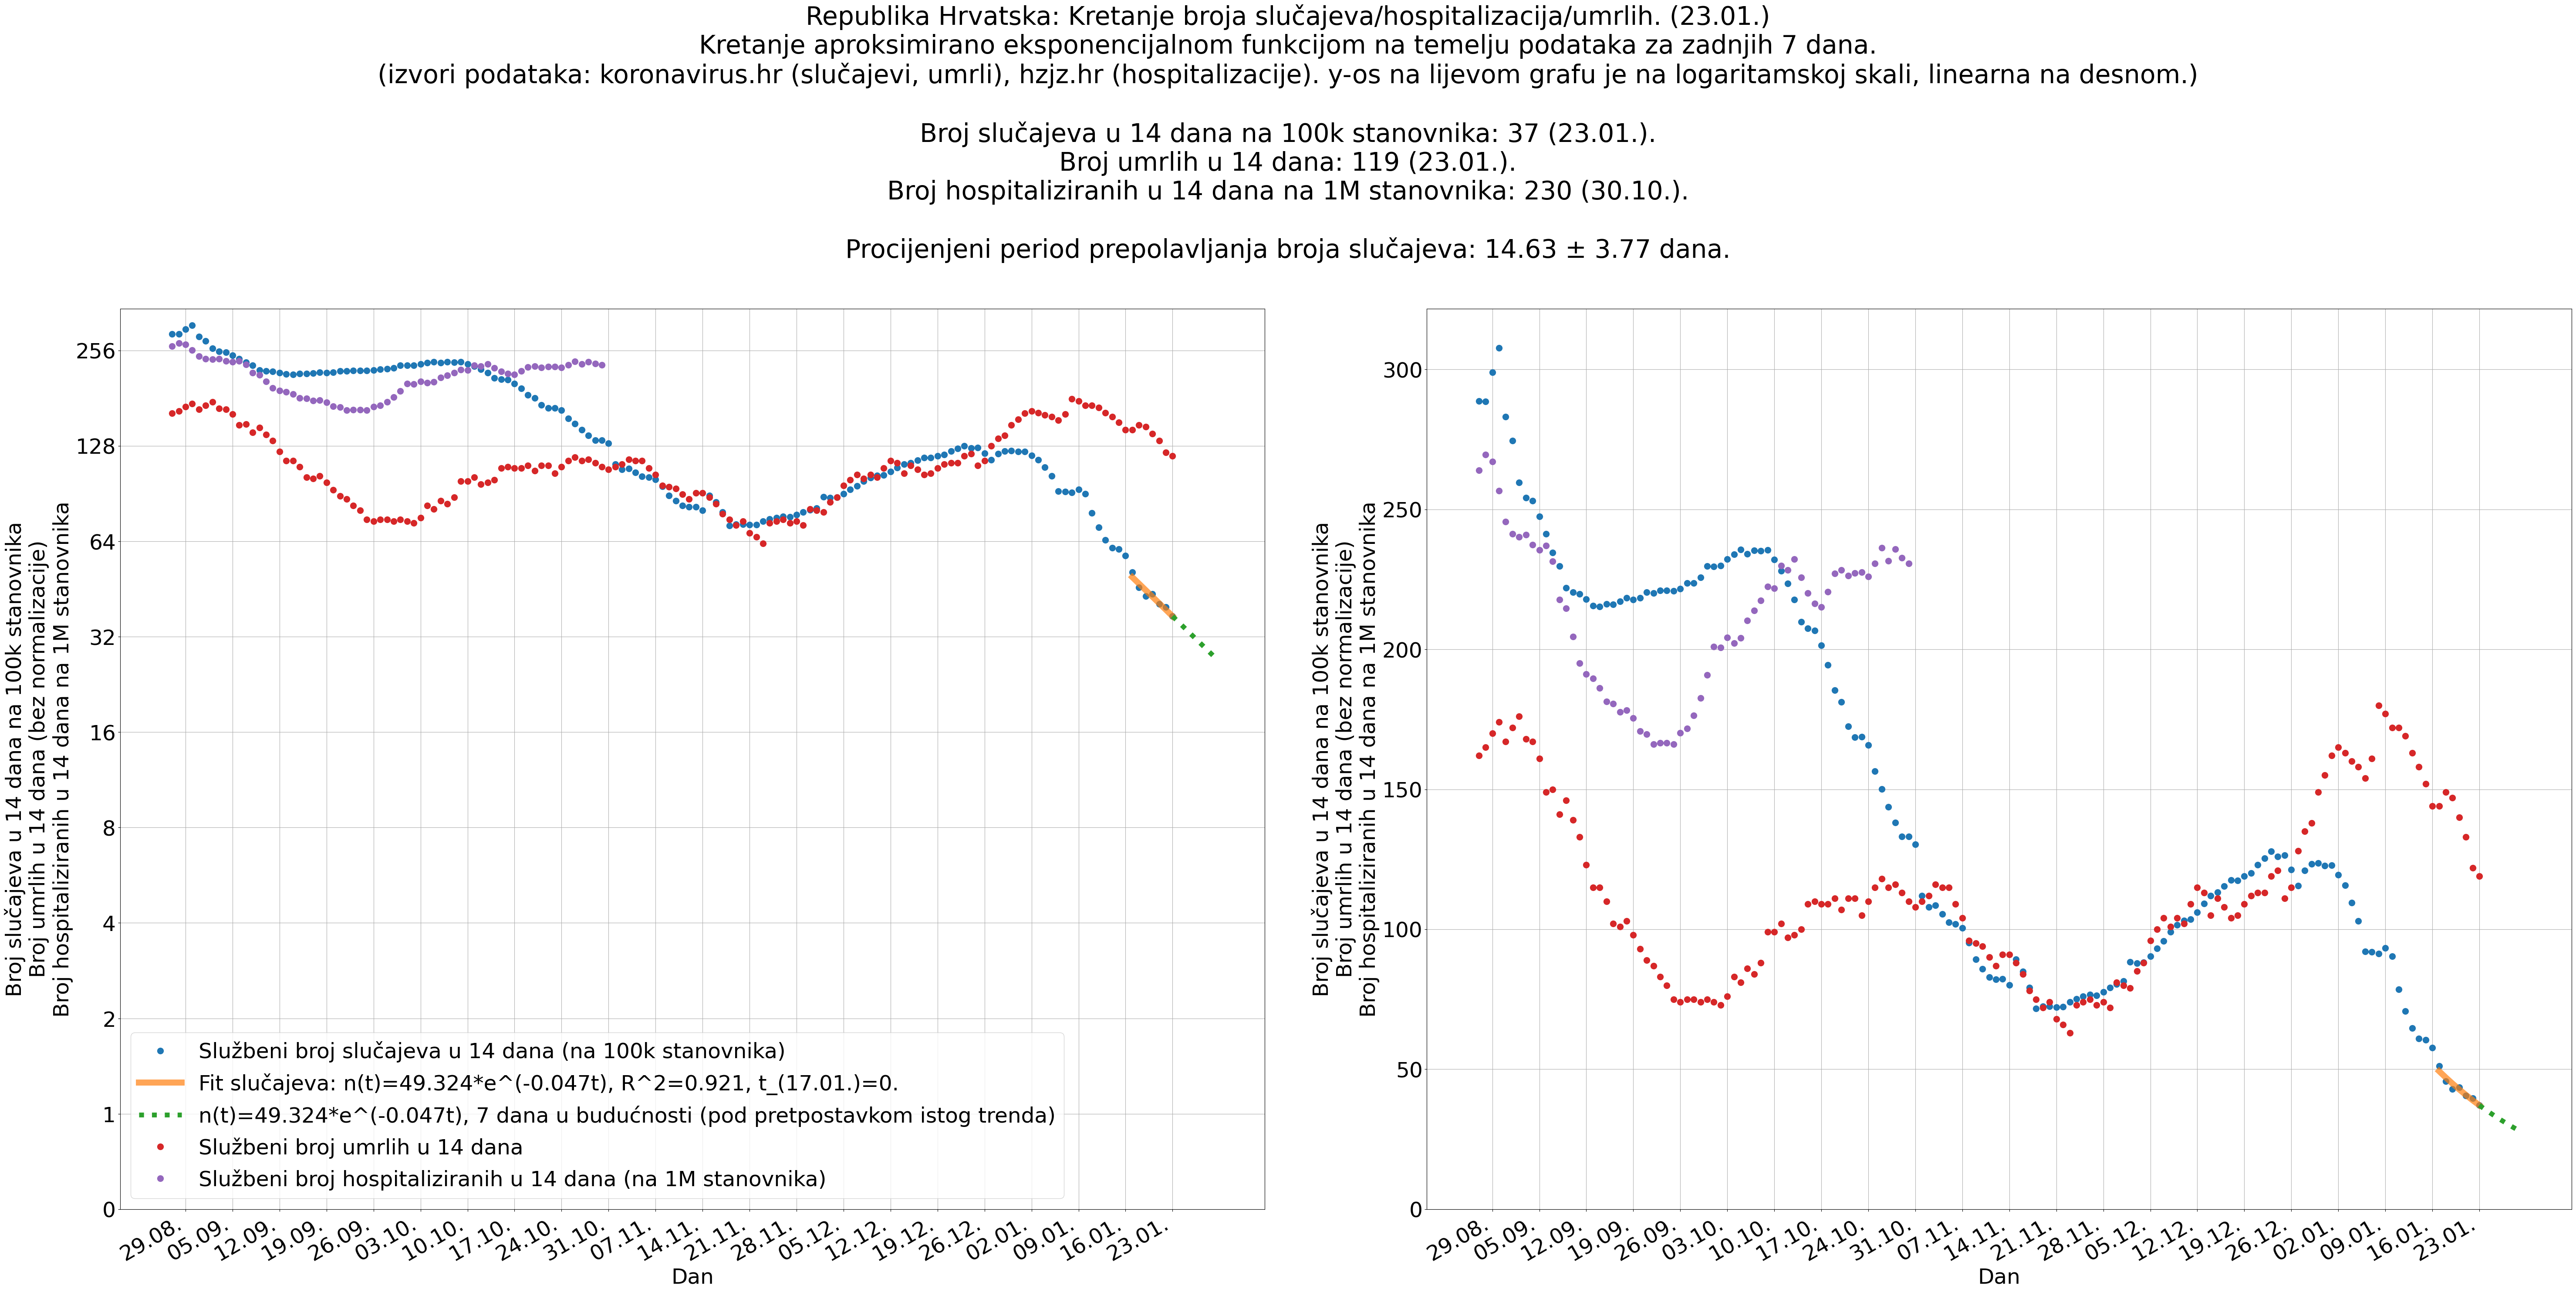 Republika Hrvatska: Kretanje broja slučajeva/hospitalizacija/umrlih. (23.01.)
Kretanje aproksimirano eksponencijalnom funkcijom na temelju podataka za zadnjih 7 dana.
(izvori podataka: koronavirus.hr (slučajevi, umrli), hzjz.hr (hospitalizacije). y-os na lijevom grafu je na logaritamskoj skali, linearna na desnom.)
Broj slučajeva u 14 dana na 100k stanovnika: 37 (23.01.).
Broj umrlih u 14 dana: 119 (23.01.).
Broj hospitaliziranih u 14 dana na 1M stanovnika: 230 (30.10.).
Procijenjeni period prepolavljanja broja slučajeva: 14.63 ± 3.77 dana.
Broj slučajeva u 14 dana na 100k stanovnika
Broj umrlih u 14 dana (bez normalizacije)
Broj hospitaliziranih u 14 dana na 1M stanovnika
256
128
64
32
16
8
4
2
1
0
Službeni broj slučajeva u 14 dana (na 100k stanovnika)
Fit slučajeva: n(t)=49.324*e^(-0.047t), R^2=0.921, t_(17.01.)=0.
n(t)=49.324*e^(-0.047t), 7 dana u budućnosti (pod pretpostavkom istog trenda)
Službeni broj umrlih u 14 dana
Službeni broj hospitaliziranih u 14 dana (na 1M stanovnika)
29.08. 05.09. 12.09. 19.09. 26.09. 03.10. 10.10. 17.10. 24.10. 31.10. 07.11. 14.11. 21.11. 28.11. 05.12. 12.12. 19.12. 26.12. 02.01. 09.01. 16.01. 23.01.
Dan
Broj slučajeva u 14 dana na 100k stanovnika
Broj umrlih u 14 dana (bez normalizacije)
Broj hospitaliziranih u 14 dana na 1M stanovnika
300
250
200
150
100
50
0
29.08. 05.09. 12.09. 19.09. 26.09. 03.10. 10.10. 17.10. 24.10. 31.10. 07.11. 14.11. 21.11. 28.11. 05.12. 12.12. 19.12. 26.12. 02.01. 09.01. 16.01. 23.01.
Dan